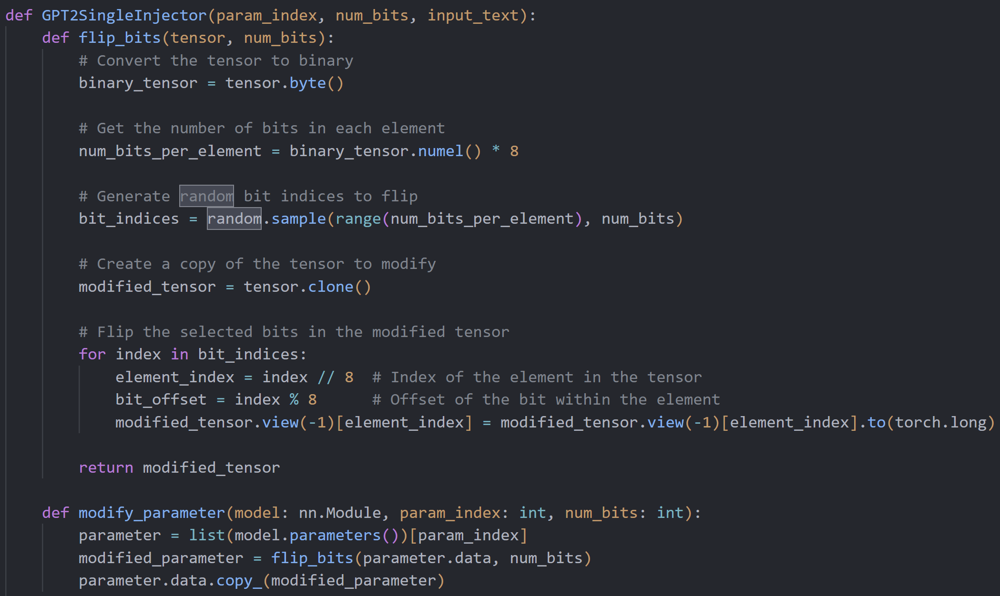 def GPT2SingleInjector(param_index, num_bits, input_text):
    def flip_bits(tensor, num_bits):
        # Convert the tensor to binary
        binary_tensor = tensor.byte()

        # Get the number of bits in each element
        num_bits_per_element = binary_tensor.numel() * 8

        # Generate random bit indices to flip
        bit_indices = random.sample(range(num_bits_per_element), num_bits)

        # Create a copy of the tensor to modify
        modified_tensor = tensor.clone()

        # Flip the selected bits in the modified tensor
        for index in bit_indices:
            element_index = index // 8  # Index of the element in the tensor
            bit_offset = index % 8      # Offset of the bit within the element
            modified_tensor.view(-1)[element_index] = modified_tensor.view(-1)[element_index].to(torch.long)

        return modified_tensor

    def modify_parameter(model: nn.Module, param_index: int, num_bits: int):
        parameter = list(model.parameters())[param_index]
        modified_parameter = flip_bits(parameter.data, num_bits)
        parameter.data.copy_(modified_parameter)